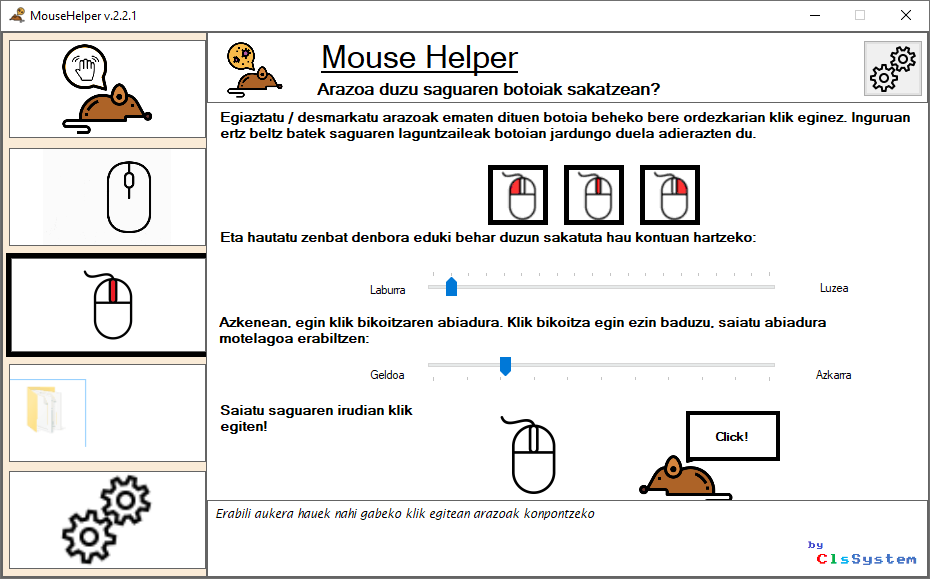 MouseHelper v.2.2.1
Mouse Helper
Arazoa duzu saguaren botoiak sakatzean?
Egiaztatu / desmarkatu arazoak ematen dituen botoia beheko bere ordezkarian klik eginez. Inguruan
ertz beltz batek saguaren laguntzaileak botoian jardungo duela adierazten du.
Eta hautatu zenbat denbora eduki behar duzun sakatuta hau kontuan hartzeko:
Laburra
Luzea
Azkenean, egin klik bikoitzaren abiadura. Klik bikoitza egin ezin baduzu, saiatu abiadura
motelagoa erabiltzen:
Geldoa
Azkarra
Saiatu saguaren irudian klik
egiten!
Click!
Erabili aukera hauek nahi gabeko klik egitean arazoak konpontzeko
by
ClsSystem